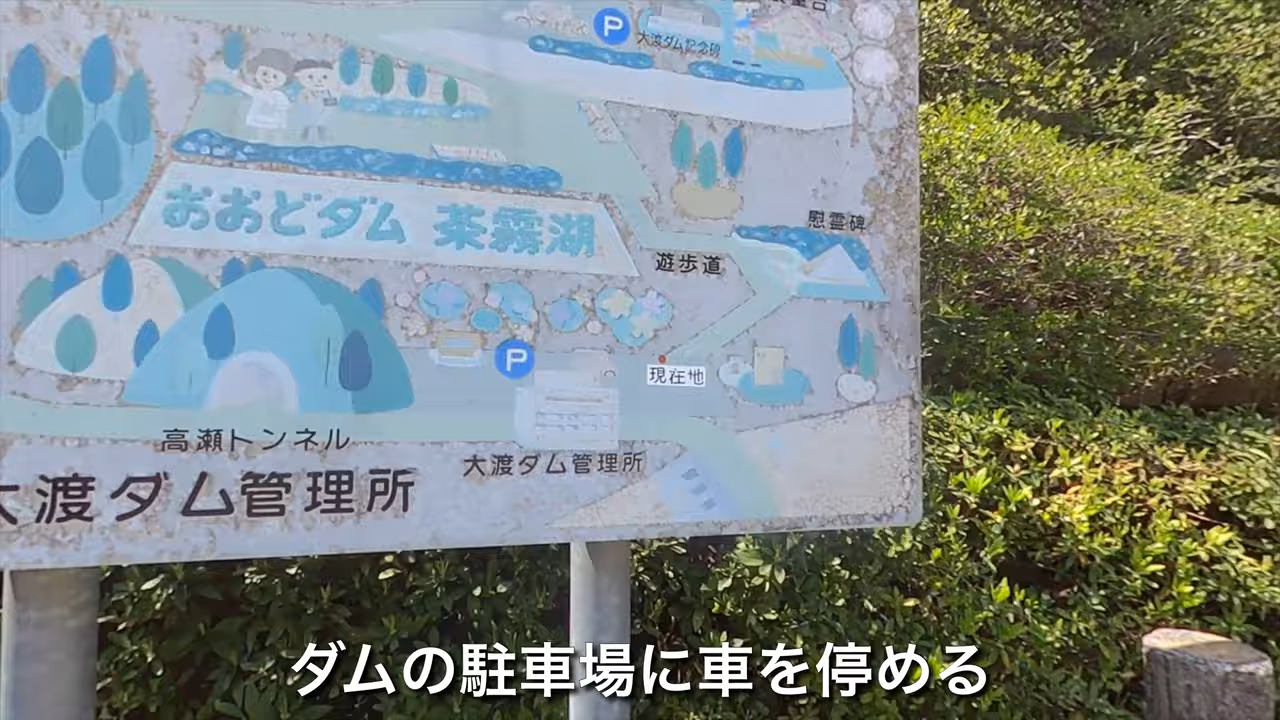 P
大渡ダム記念碑
おおどダム 茶霧湖
慰霊碑
遊歩道
P
現在地
高瀬トンネル
大渡ダム管理所
大渡ダム管理所
ダムの駐車場に車を停める